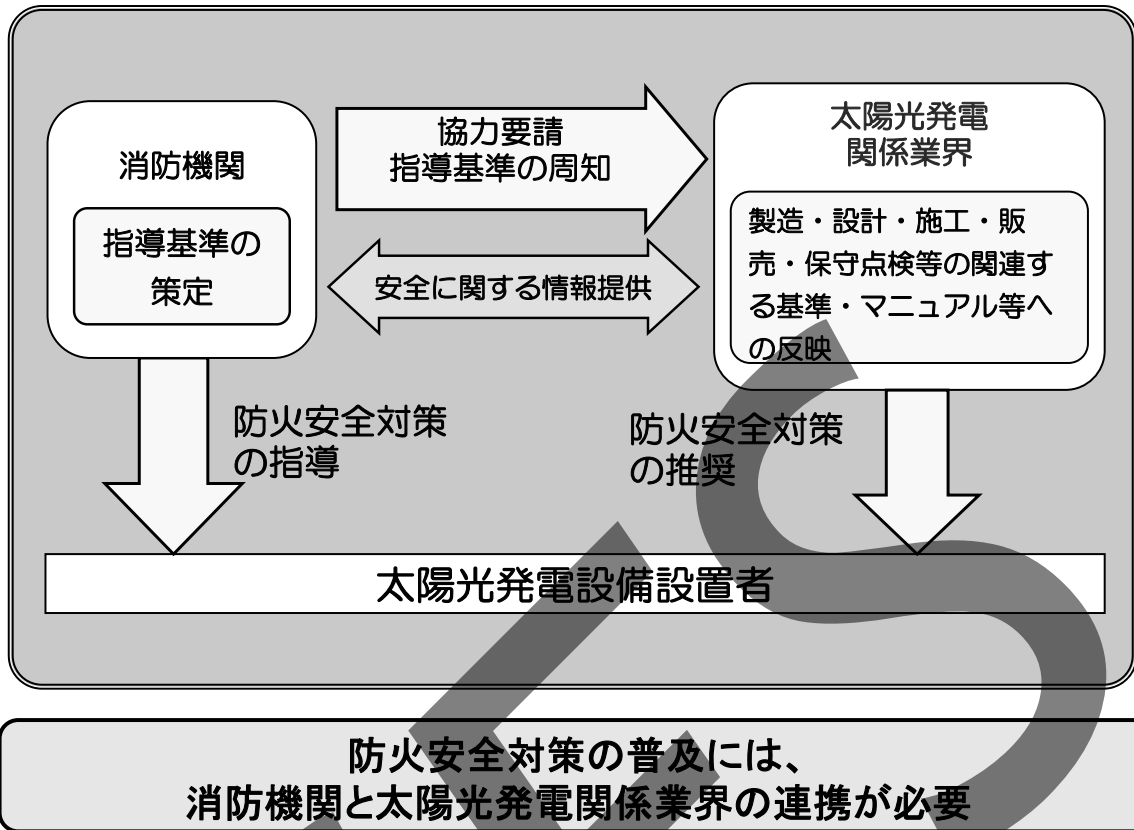 消防機関
指導基準の
策定
協力要請
指導基準の周知
安全に関する情報提供
太陽光発電
関係業界
製造・設計・施工・販
売・保守点検等の関連す
る基準・マニュアル等へ
の反映
防火安全対策
の指導
防火安全対策
の推奨
太陽光発電設備設置者
防火安全対策の普及には、
消防機関と太陽光発電関係業界の連携が必要